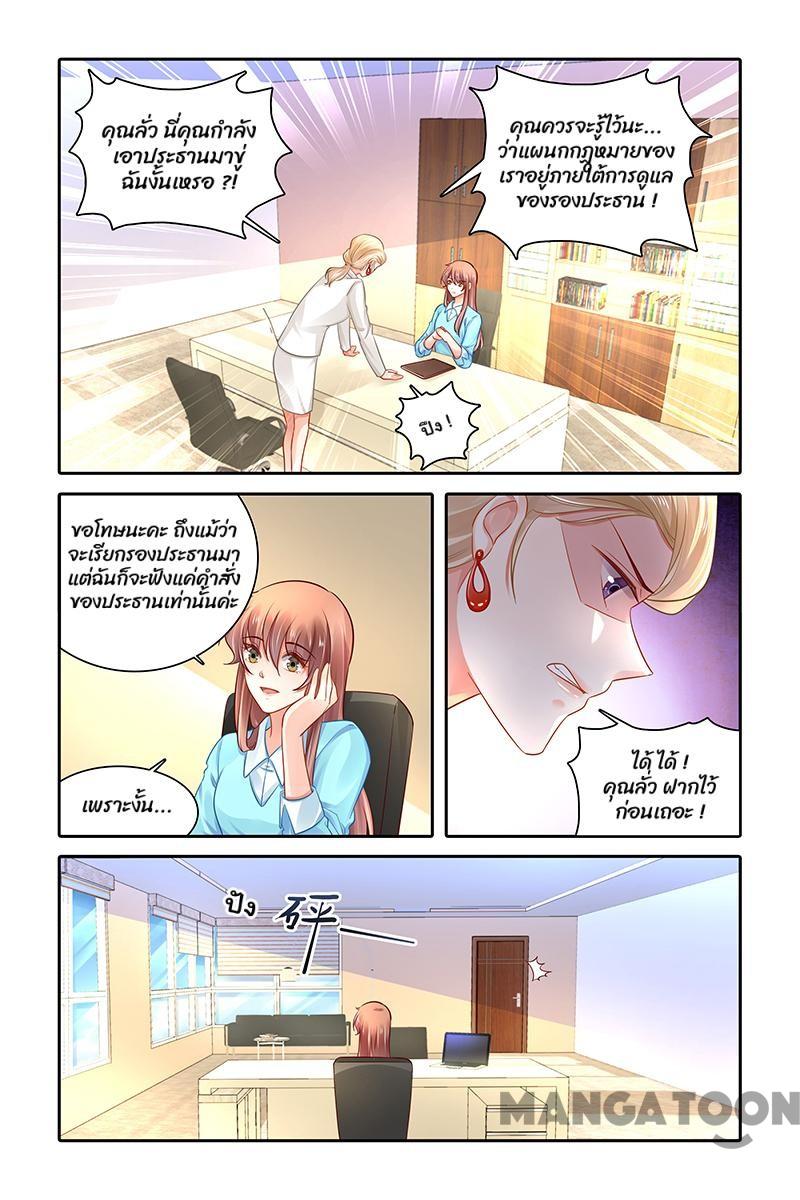 คุณลั่ว นี่คุณกำลัง
เอาประธานมาขู่
ฉันงั้นเหรอ ?!
คุณควรจะรู้ไว้นะ...
ว่าแผนกกฎหมายของ
เราอยู่ภายใต้การดูแล
ของรองประธาน !
ปึง !
ขอโทษนะคะ ถึงแม้ว่า
จะเรียกรองประธานมา
แต่ฉันก็จะฟังแค่คำสั่ง
ของประธานเท่านั้นค่ะ
เพราะงั้น...
ได้ ได้ !
คุณลั่ว ฝากไว้
ก่อนเถอะ !
ปัง
砰
MANGATOON